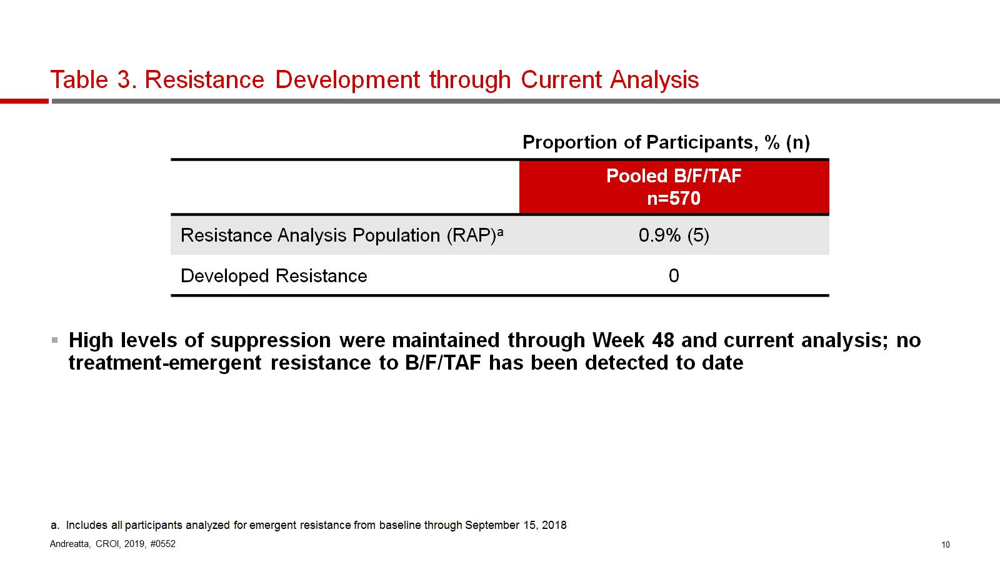 Table 3. Resistance Development through Current Analysis
Proportion of Participants, % (n)
Pooled B/F/TAF
n=570
Resistance Analysis Population (RAP)a 0.9% (5)
Developed Resistance 0
▪ High levels of suppression were maintained through Week 48 and current analysis; no
treatment-emergent resistance to B/F/TAF has been detected to date
a. Includes all participants analyzed for emergent resistance from baseline through September 15, 2018
Andreatta, CROI, 2019, #0552
10